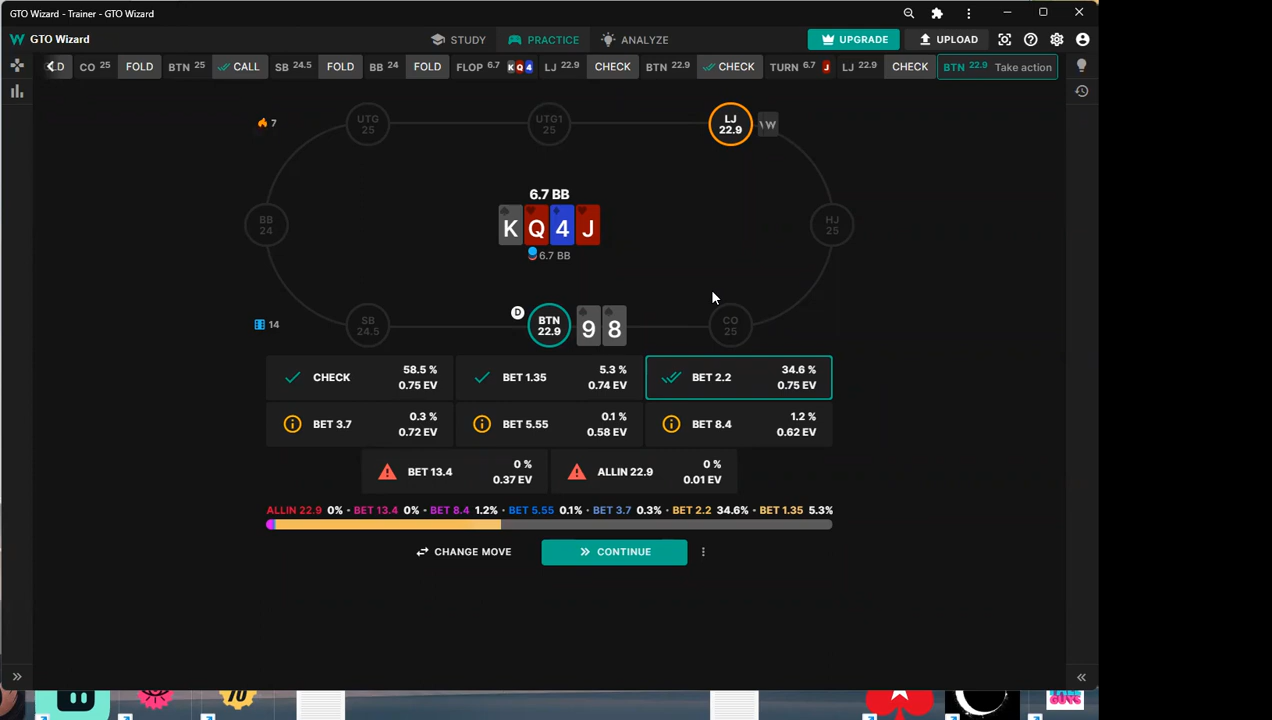 GTO Wizard - Trainer - GTO Wizard
GTO Wizard
STUDY PRACTICE ANALYZE
UPGRADE UPLOAD
LD CO 25 FOLD BTN 25 CALL SB 24.5 FOLD BB 24 FOLD FLOP 6.7 K Q 4 LJ 22.9 CHECK BTN 22.9 CHECK TURN 6.7 J LJ 22.9 CHECK BTN 22.9 Take action
7
UTG
25
UTG1
25
LJ
22.9
W
6.7 BB
BB
24
K Q 4 J
HJ
25
6.7 BB
14
SB
24.5
D
BTN
22.9
9 8
CO
25
CHECK 58.5 % 0.75 EV
BET 1.35 5.3 % 0.74 EV
BET 2.2 34.6 % 0.75 EV
BET 3.7 0.3 % 0.72 EV
BET 5.55 0.1 % 0.58 EV
BET 8.4 1.2 % 0.62 EV
BET 13.4 0 % 0.37 EV
ALLIN 22.9 0 % 0.01 EV
ALLIN 22.9 0% • BET 13.4 0% • BET 8.4 1.2% • BET 5.55 0.1% • BET 3.7 0.3% • BET 2.2 34.6% • BET 1.35 5.3%
CHANGE MOVE CONTINUE